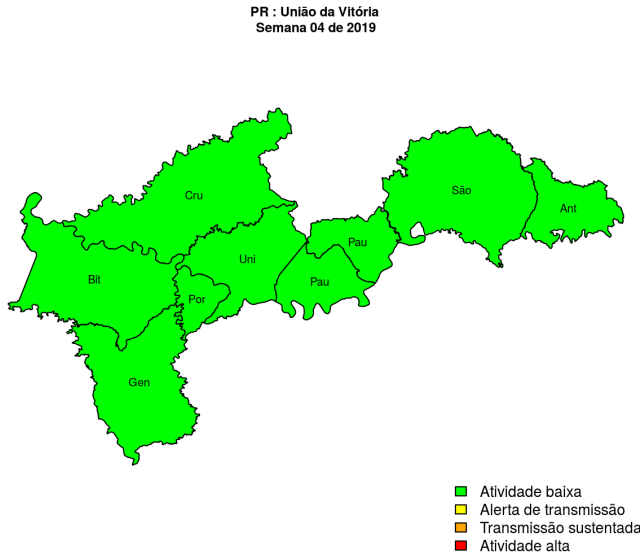 PR : União da Vitória
Semana 04 de 2019
Cru
São
Ant
Pau
Uni
Bit
Pau
Por
Gen
Atividade baixa
Alerta de transmissão
Transmissão sustentada
Atividade alta